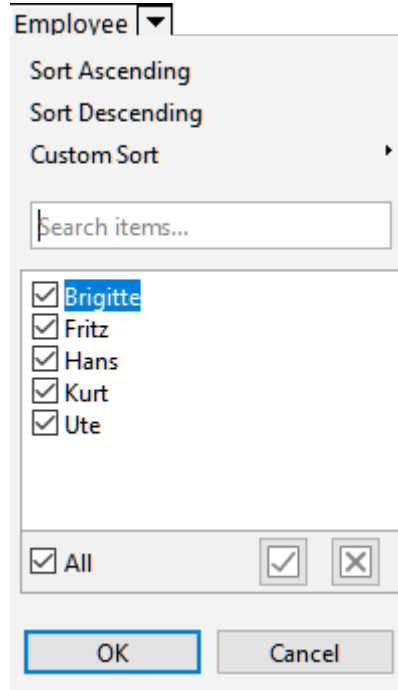 Employee
Sort Ascending
Sort Descending
Custom Sort
Search items...
Brigitte
Fritz
Hans
Kurt
Ute
All
OK Cancel